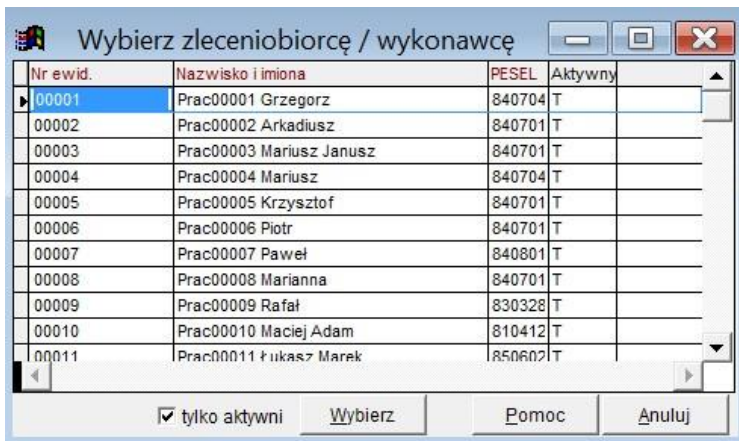 Wybierz zleceniobiorcę / wykonawcę
Nr ewid. Nazwisko i imiona PESEL Aktywny
00001 Prac00001 Grzegorz 840704 T
00002 Prac00002 Arkadiusz 840701 T
00003 Prac00003 Mariusz Janusz 840701 T
00004 Prac00004 Mariusz 840704 T
00005 Prac00005 Krzysztof 840701 T
00006 Prac00006 Piotr 840701 T
00007 Prac00007 Paweł 840801 T
00008 Prac00008 Marianna 840701 T
00009 Prac00009 Rafał 830328 T
00010 Prac00010 Maciej Adam 810412 T
00011 Prac00011 Łukasz Marek 850602 T
tylko aktywni Wybierz Pomoc Anuluj